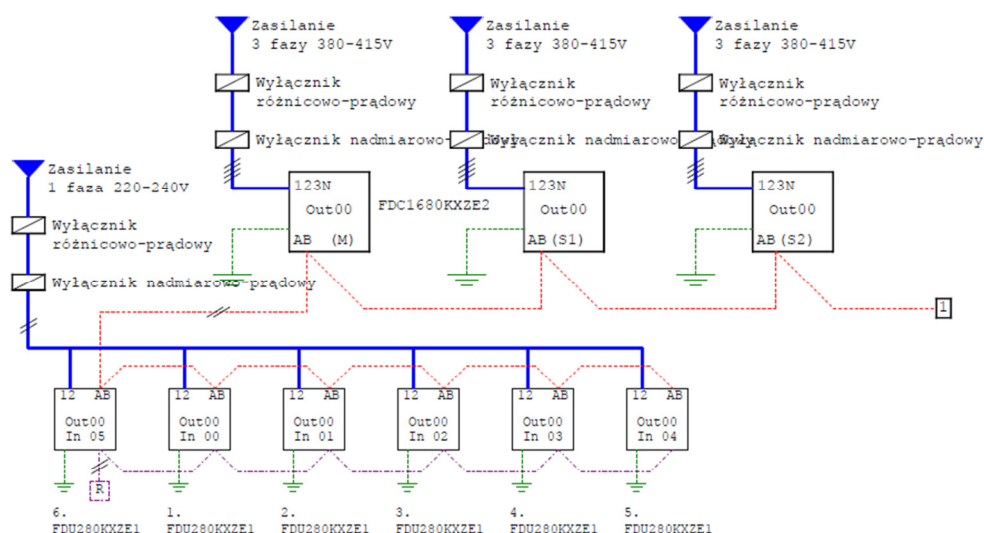 Zasilanie
3 fazy 380-415V
Wyłącznik
różnicowo-prądowy
Wyłącznik nadmiarowo-prądowy
Zasilanie
3 fazy 380-415V
Wyłącznik
różnicowo-prądowy
Wyłącznik nadmiarowo-prądowy
Zasilanie
3 fazy 380-415V
Wyłącznik
różnicowo-prądowy
Wyłącznik nadmiarowo-prądowy
Zasilanie
1 faza 220-240V
Wyłącznik
różnicowo-prądowy
Wyłącznik nadmiarowo-prądowy
123N
Out00
AB (M)
FDC1680KXZE2
123N
Out00
AB (S1)
123N
Out00
AB (S2)
1
12 AB
Out00
In 05
R
12 AB
Out00
In 00
12 AB
Out00
In 01
12 AB
Out00
In 02
12 AB
Out00
In 03
12 AB
Out00
In 04
6.
FDU280KXZE1
1.
FDU280KXZE1
2.
FDU280KXZE1
3.
FDU280KXZE1
4.
FDU280KXZE1
5.
FDU280KXZE1